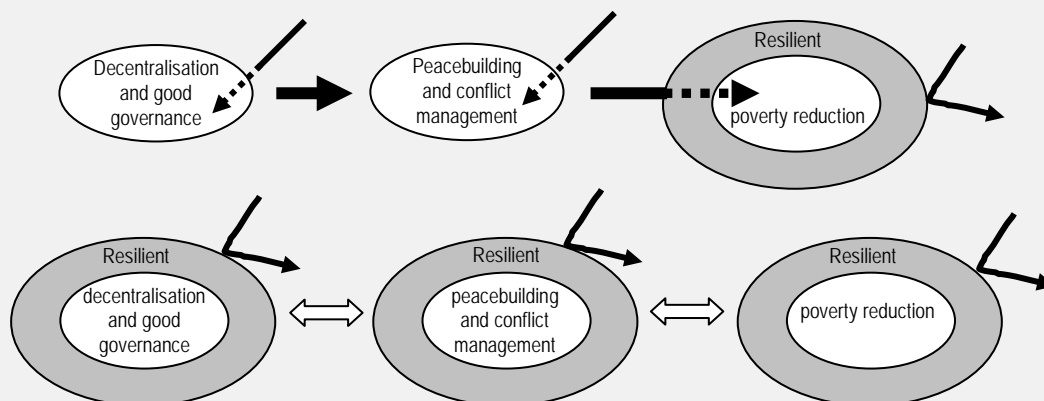 Decentralisation
and good
governance
Peacebuilding
and conflict
management
Resilient
poverty reduction
Resilient
decentralisation
and good
governance
Resilient
peacebuilding
and conflict
management
Resilient
poverty reduction